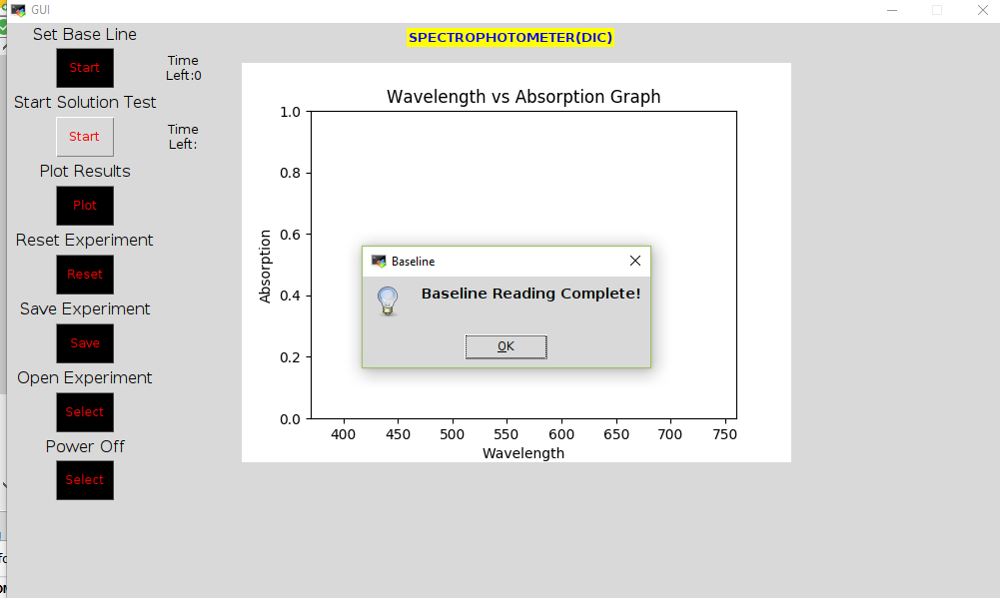 GUI
SPECTROPHOTOMETER(DIC)
Set Base Line
Start
Time
Left:0
Start Solution Test
Start
Time
Left:
Plot Results
Plot
Reset Experiment
Reset
Save Experiment
Save
Open Experiment
Select
Power Off
Select
Wavelength vs Absorption Graph
1.0
0.8
0.6
0.4
0.2
0.0
Absorption
400 450 500 550 600 650 700 750
Wavelength
Baseline
Baseline Reading Complete!
OK